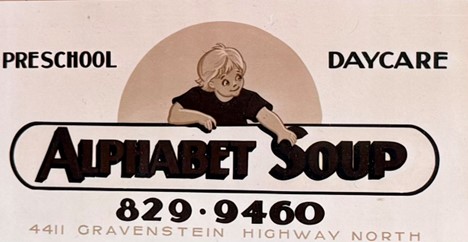 PRESCHOOL DAYCARE
ALPHABET SOUP
829·9460
4411 GRAVENSTEIN HIGHWAY NORTH